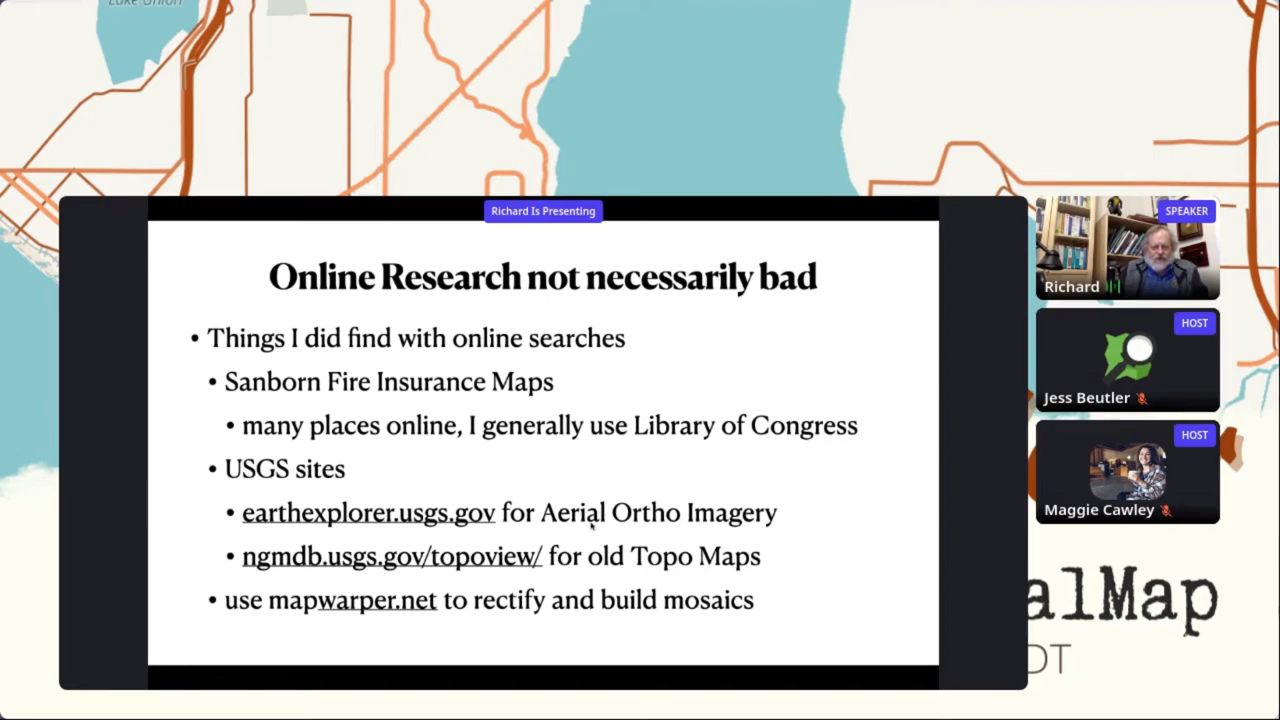 Lake Union
Richard Is Presenting
Online Research not necessarily bad
• Things I did find with online searches
• Sanborn Fire Insurance Maps
• many places online, I generally use Library of Congress
• USGS sites
• earthexplorer.usgs.gov for Aerial Ortho Imagery
• ngmdb.usgs.gov/topoview/ for old Topo Maps
• use mapwarper.net to rectify and build mosaics
SPEAKER
Richard
HOST
Jess Beutler
HOST
Maggie Cawley
alMap
DT